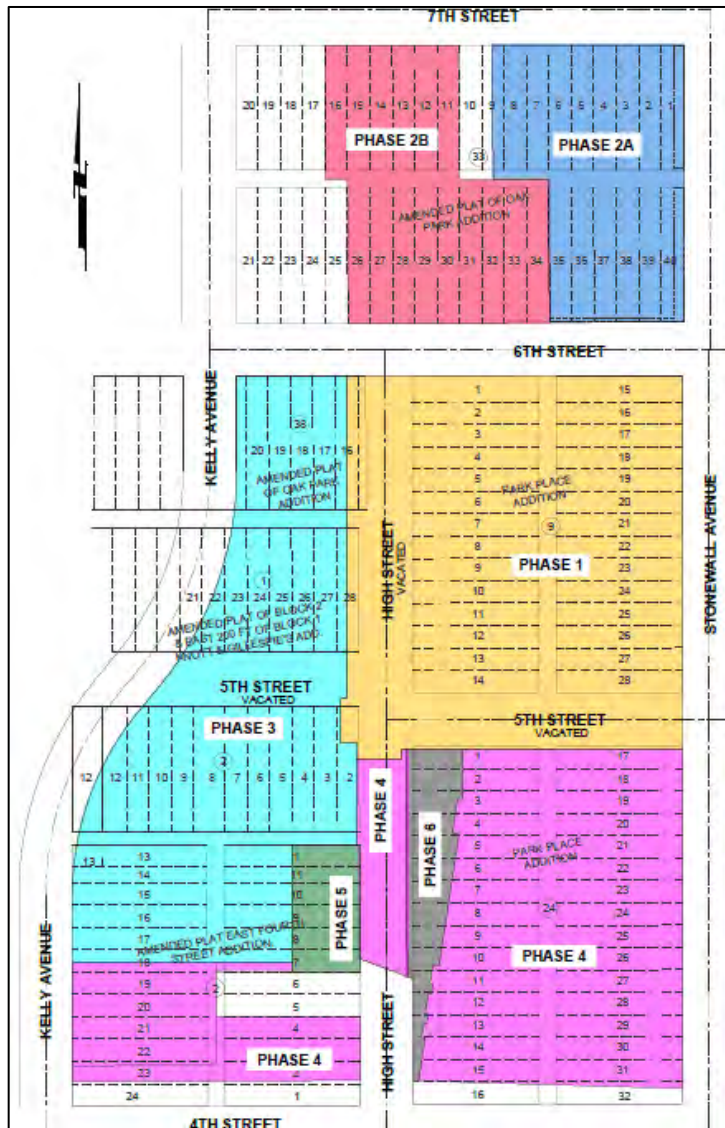 7TH STREET
20 19 18 17 16 15 14 13 12 11 10 9 8 7 6 5 4 3 2 1
PHASE 2B
PHASE 2A
33
AMENDED PLAT OF OAK
PARK ADDITION
21 22 23 24 25 26 27 28 29 30 31 32 33 34 35 37 38 39 40
6TH STREET
KELLY AVENUE
38
20 19 18 17 16
AMENDED PLAT
OF OAK PARK
ADDITION
HIGH STREET
VACATED
1 15
2 16
3 17
4 18
5 19
PARK PLACE
ADDITION
6 20
7 21
9
8 22
PHASE 1
9 23
10 24
11 25
12 26
13 27
14 28
STONEWALL AVENUE
1
21 22 23 24 25 26 27 28
AMENDED PLAT OF BLOCK 2
& EAST 200 FT OF BLOCK 1
KNOTT & GILLESPIE'S ADD.
5TH STREET
VACATED
5TH STREET
VACATED
PHASE 3
2
12 12 11 10 9 8 7 6 5 4 3 2
PHASE 4
PHASE 6
1 17
2 18
3 19
4 20
5 21
PARK PLACE
ADDITION
6 22
7 23
8 24
24
9 25
10 26
PHASE 4
11 27
12 28
13 29
14 30
15 31
16 32
13 13
14 11
15 10
16
17 8
18 7
PHASE 5
AMENDED PLAT EAST FOURTH
STREET ADDITION
19 6
2
20 5
21 4
22
PHASE 4
23
24 1
KELLY AVENUE
HIGH STREET
4TH STREET